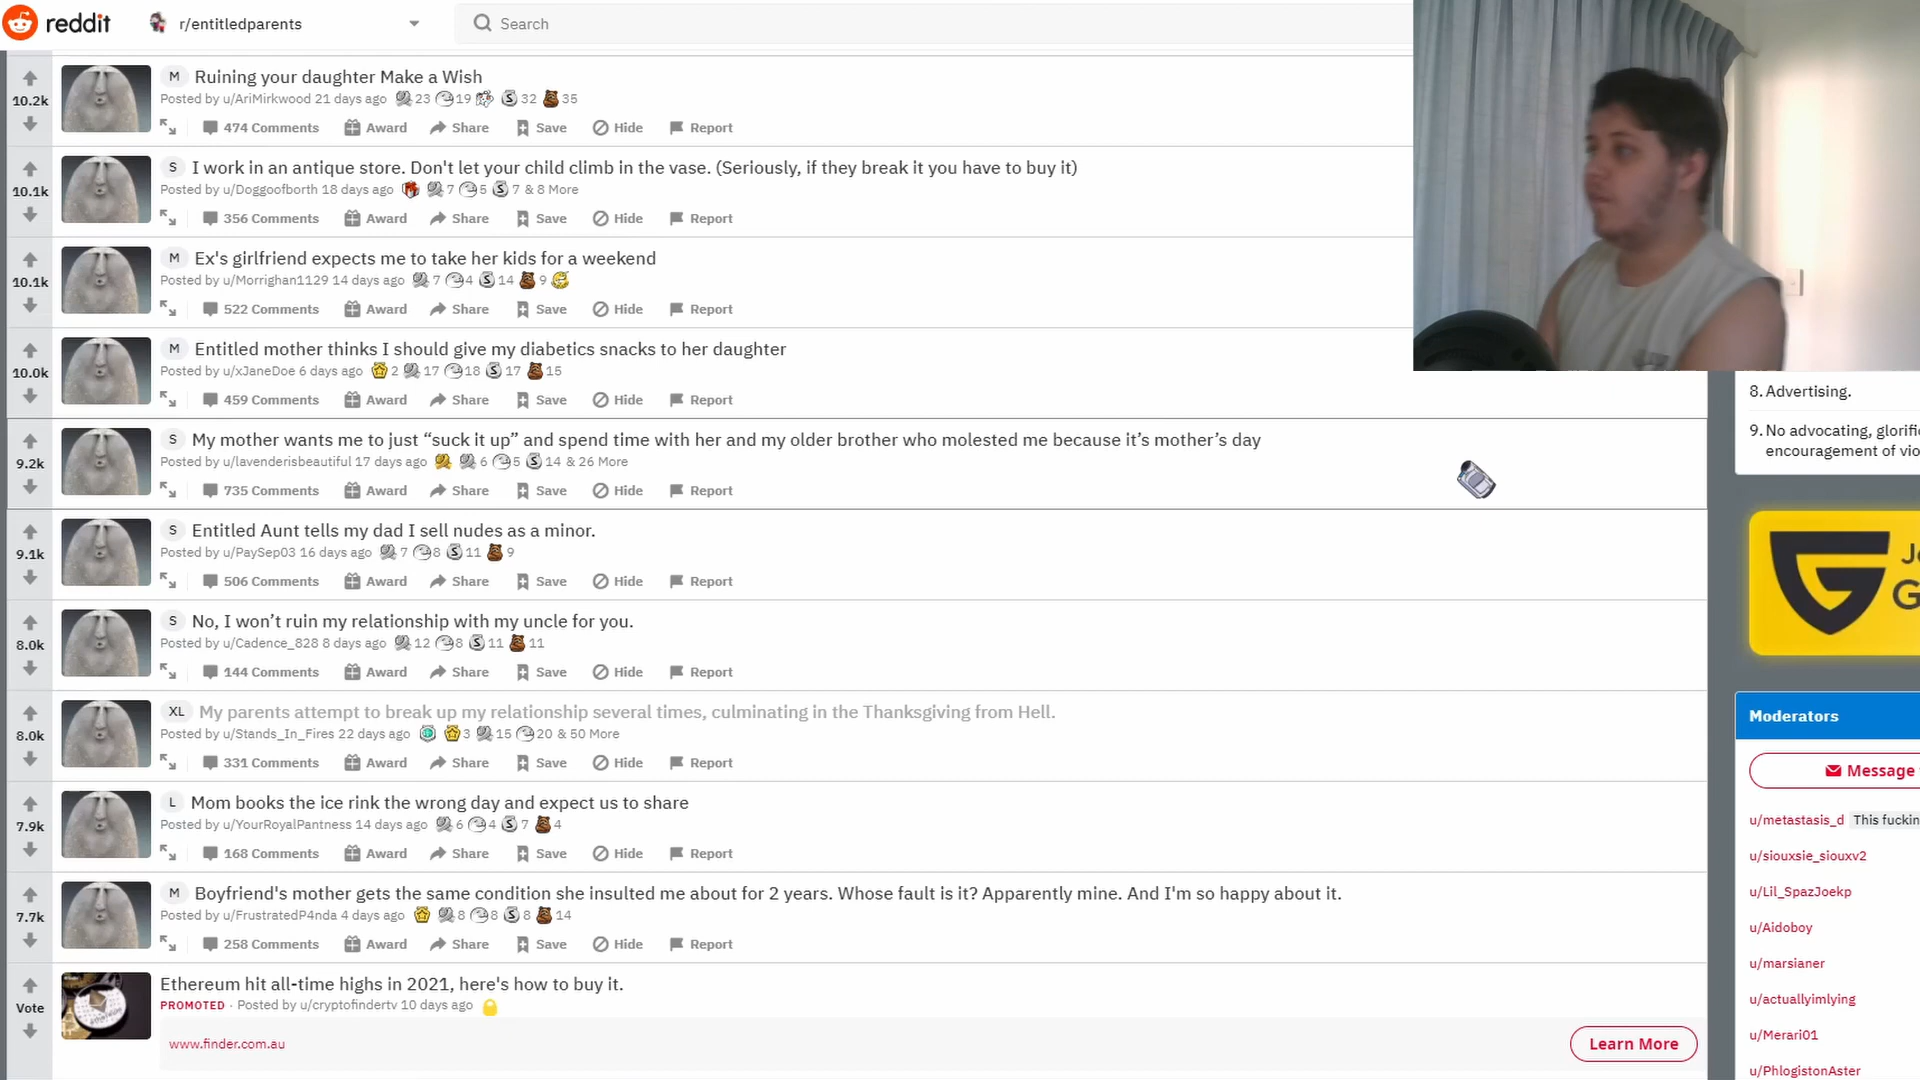 reddit r/entitledparents Search
10.2k
M Ruining your daughter Make a Wish
Posted by u/AriMirkwood 21 days ago 23 19 32 35
474 Comments Award Share Save Hide Report
10.1k
S I work in an antique store. Don't let your child climb in the vase. (Seriously, if they break it you have to buy it)
Posted by u/Doggoofborth 18 days ago 7 5 7 & 8 More
356 Comments Award Share Save Hide Report
10.1k
M Ex's girlfriend expects me to take her kids for a weekend
Posted by u/Morrighan1129 14 days ago 7 4 14 9
522 Comments Award Share Save Hide Report
10.0k
M Entitled mother thinks I should give my diabetics snacks to her daughter
Posted by u/xJaneDoe 6 days ago 2 17 18 17 15
459 Comments Award Share Save Hide Report
9.2k
S My mother wants me to just “suck it up” and spend time with her and my older brother who molested me because it’s mother’s day
Posted by u/lavenderisbeautiful 17 days ago 6 5 14 & 26 More
735 Comments Award Share Save Hide Report
9.1k
S Entitled Aunt tells my dad I sell nudes as a minor.
Posted by u/PaySep03 16 days ago 7 8 11 9
506 Comments Award Share Save Hide Report
8.0k
S No, I won’t ruin my relationship with my uncle for you.
Posted by u/Cadence_828 8 days ago 12 8 11 11
144 Comments Award Share Save Hide Report
8.0k
XL My parents attempt to break up my relationship several times, culminating in the Thanksgiving from Hell.
Posted by u/Stands_In_Fires 22 days ago 3 15 20 & 50 More
331 Comments Award Share Save Hide Report
7.9k
L Mom books the ice rink the wrong day and expect us to share
Posted by u/YourRoyalPantness 14 days ago 6 4 7 4
168 Comments Award Share Save Hide Report
7.7k
M Boyfriend's mother gets the same condition she insulted me about for 2 years. Whose fault is it? Apparently mine. And I'm so happy about it.
Posted by u/FrustratedP4nda 4 days ago 8 8 8 14
258 Comments Award Share Save Hide Report
Vote
Ethereum hit all-time highs in 2021, here's how to buy it.
PROMOTED · Posted by u/cryptofindertv 10 days ago
www.finder.com.au
Learn More
8. Advertising.
9. No advocating, glorific
encouragement of vio
Jo
G
Moderators
Message
u/metastasis_d This fuckin
u/siouxsie_siouxv2
u/Lil_SpazJoekp
u/Aidoboy
u/marsianer
u/actuallyimlying
u/Merari01
u/PhlogistonAster